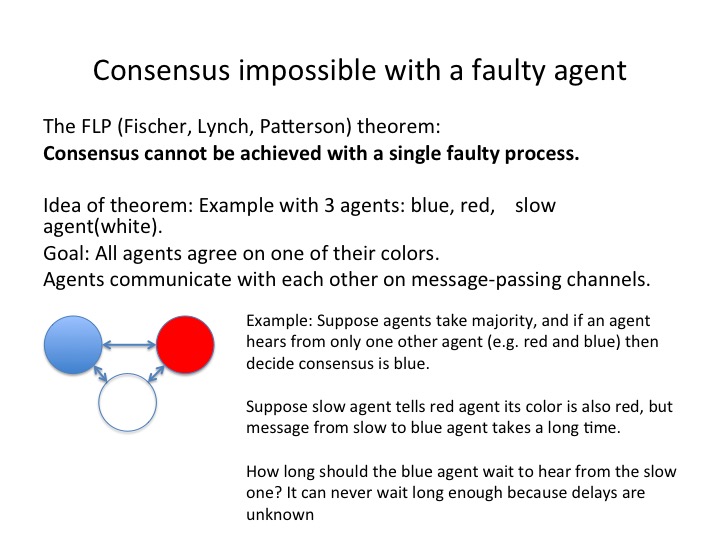 Consensus impossible with a faulty agent
The FLP (Fischer, Lynch, Patterson) theorem:
Consensus cannot be achieved with a single faulty process.
Idea of theorem: Example with 3 agents: blue, red, slow
agent(white).
Goal: All agents agree on one of their colors.
Agents communicate with each other on message-passing channels.
Example: Suppose agents take majority, and if an agent
hears from only one other agent (e.g. red and blue) then
decide consensus is blue.
Suppose slow agent tells red agent its color is also red, but
message from slow to blue agent takes a long time.
How long should the blue agent wait to hear from the slow
one? It can never wait long enough because delays are
unknown